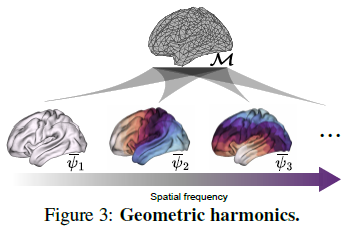 𝓜
ψ̅₁
ψ̅₂
ψ̅₃
...
Spatial frequency
Figure 3: Geometric harmonics.